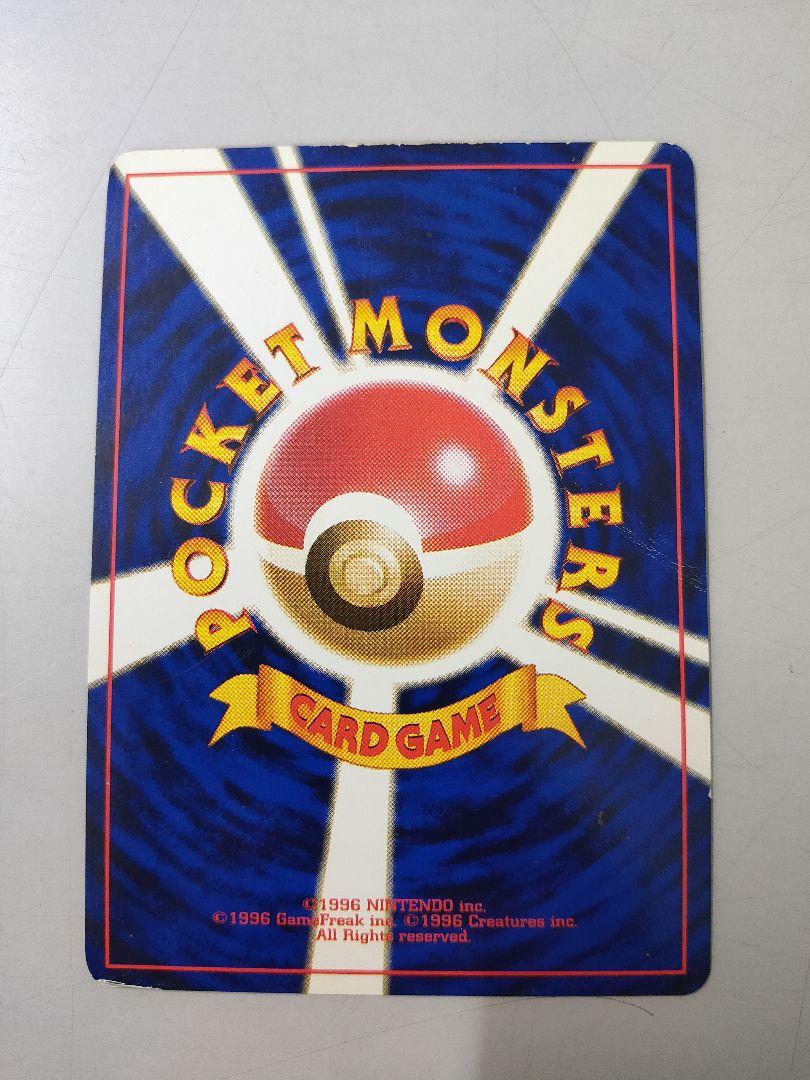 POCKET MONSTERS
CARD GAME
©1996 NINTENDO inc.
©1996 GameFreak inc. ©1996 Creatures inc.
All Rights reserved.